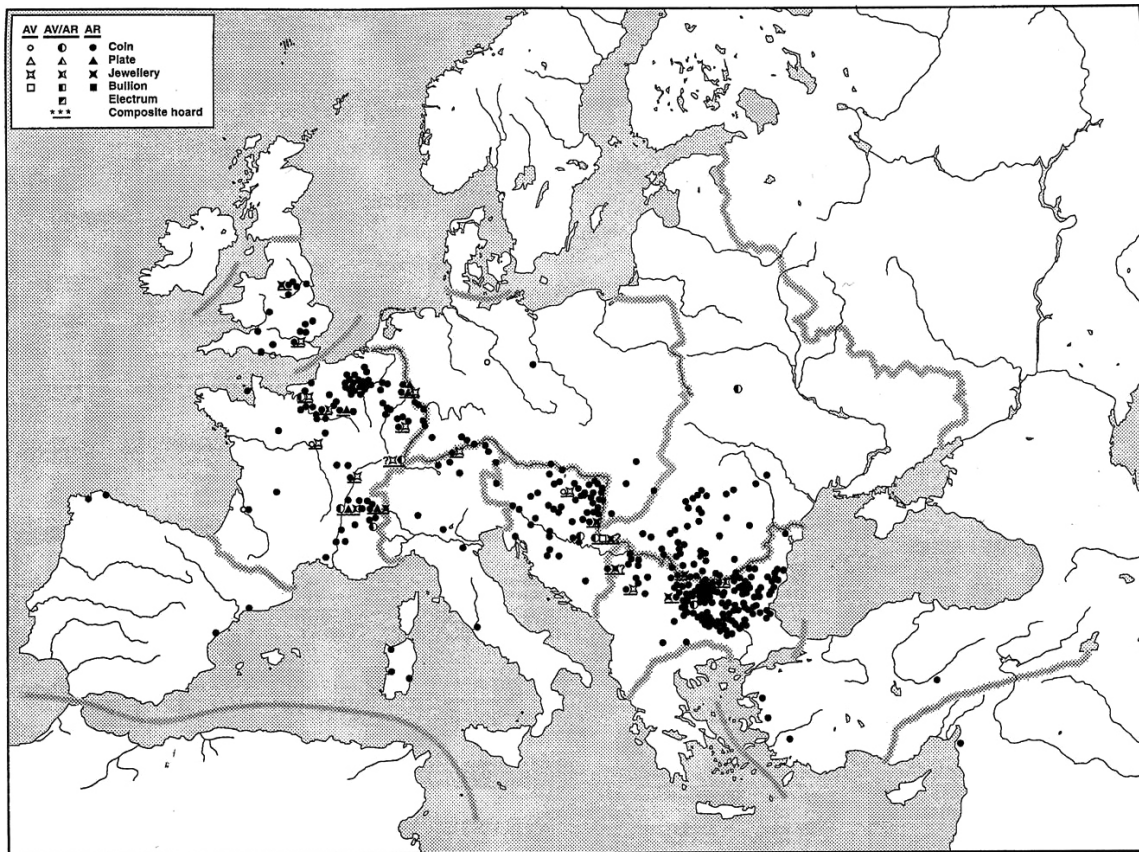 AV AV/AR AR
Coin
Plate
Jewellery
Bullion
Electrum
*** Composite hoard
?
?